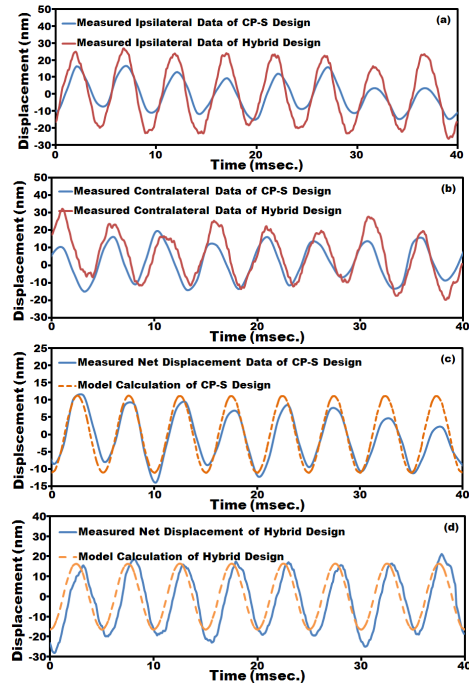 50
(a)
Measured Ipsilateral Data of CP-S Design
40
Measured Ipsilateral Data of Hybrid Design
30
20
10
0
-10
-20
-30
Displacement (nm)
0 10 20 30 40
Time (msec.)
50
(b)
Measured Contralateral Data of CP-S Design
40
Measured Contralateral Data of Hybrid Design
30
20
10
0
-10
-20
-30
Displacement (nm)
0 10 20 30 40
Time (msec.)
25
(c)
Measured Net Displacement Data of CP-S Design
20
Model Calculation of CP-S Design
15
10
5
0
-5
-10
-15
Displacement (nm)
0 10 20 30 40
Time (msec.)
40
(d)
Measured Net Displacement of Hybrid Design
30
Model Calculation of Hybrid Design
20
10
0
-10
-20
-30
Displacement (nm)
0 10 20 30 40
Time (msec.)